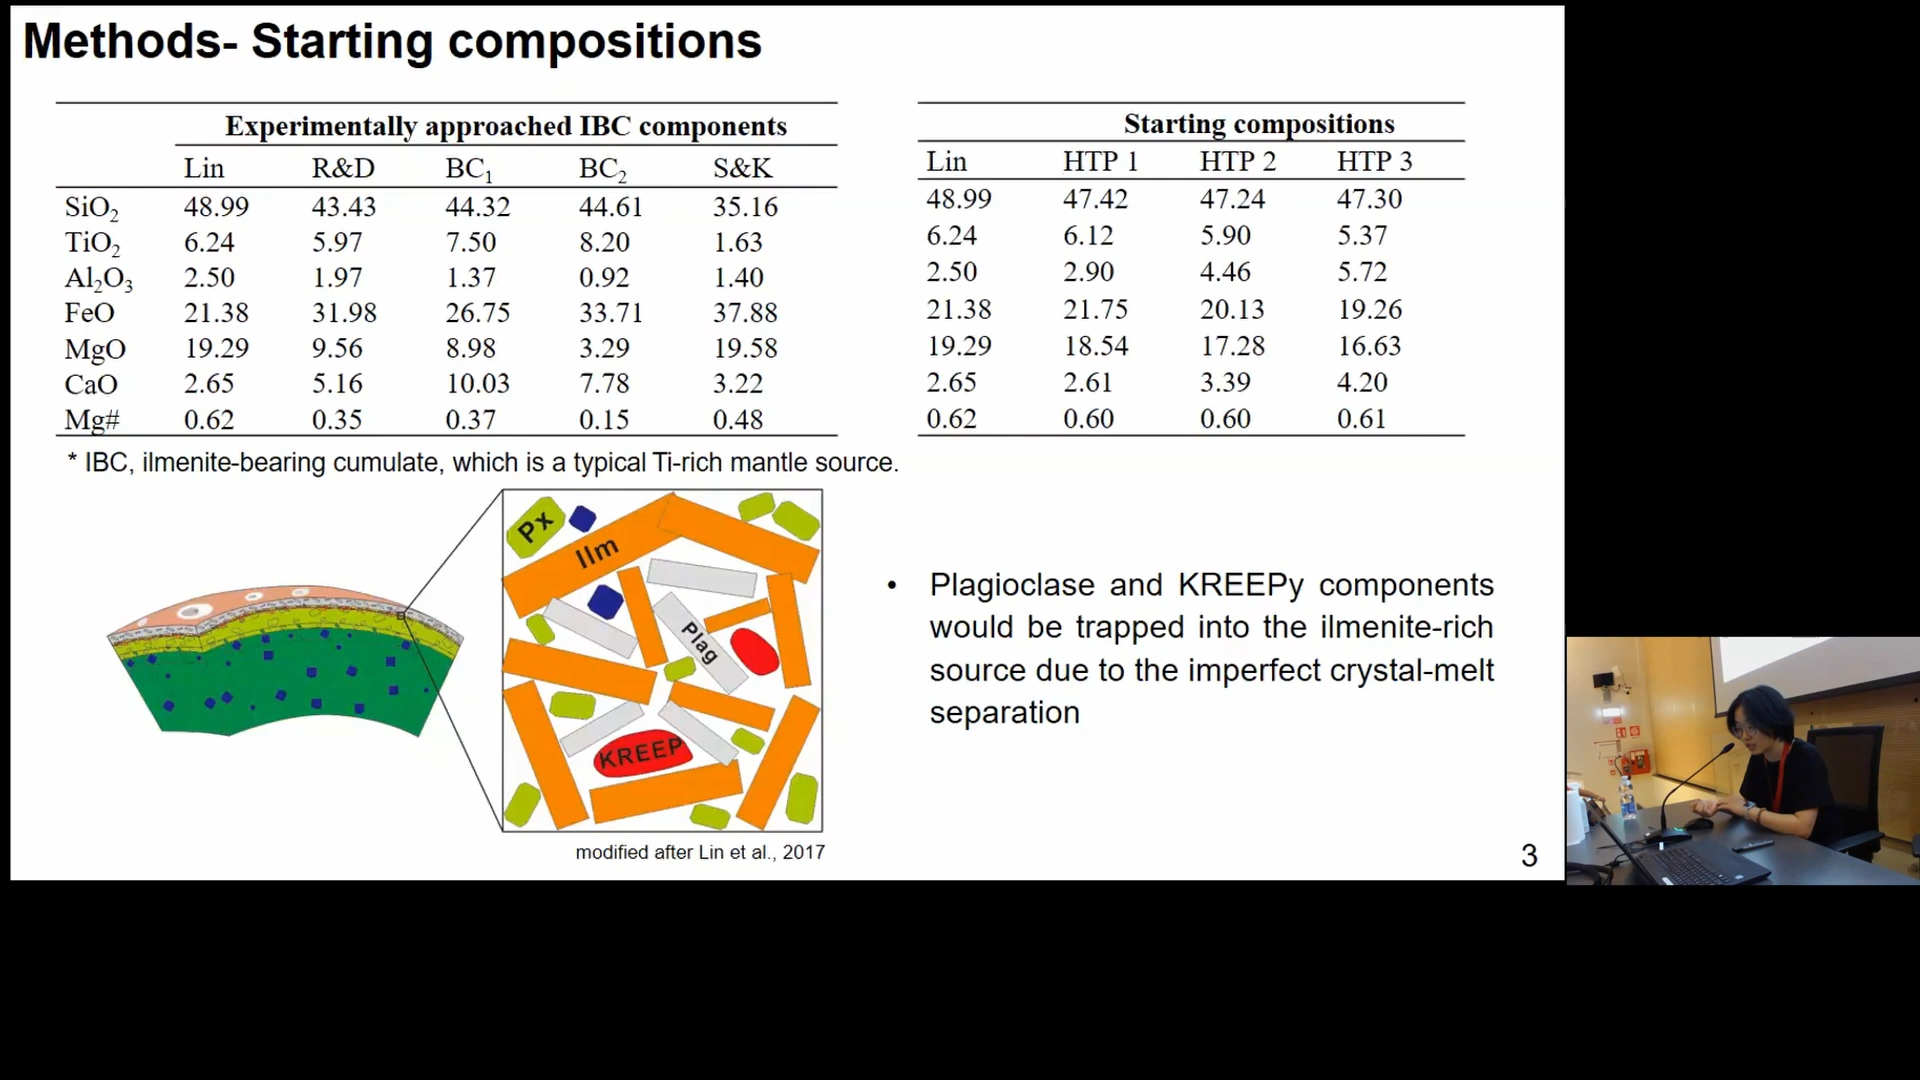 Methods- Starting compositions
Experimentally approached IBC components
Lin R&D BC₁ BC₂ S&K
SiO₂ 48.99 43.43 44.32 44.61 35.16
TiO₂ 6.24 5.97 7.50 8.20 1.63
Al₂O₃ 2.50 1.97 1.37 0.92 1.40
FeO 21.38 31.98 26.75 33.71 37.88
MgO 19.29 9.56 8.98 3.29 19.58
CaO 2.65 5.16 10.03 7.78 3.22
Mg# 0.62 0.35 0.37 0.15 0.48
Starting compositions
Lin HTP 1 HTP 2 HTP 3
48.99 47.42 47.24 47.30
6.24 6.12 5.90 5.37
2.50 2.90 4.46 5.72
21.38 21.75 20.13 19.26
19.29 18.54 17.28 16.63
2.65 2.61 3.39 4.20
0.62 0.60 0.60 0.61
* IBC, ilmenite-bearing cumulate, which is a typical Ti-rich mantle source.
Px
Ilm
Plag
KREEP
modified after Lin et al., 2017
• Plagioclase and KREEPy components
would be trapped into the ilmenite-rich
source due to the imperfect crystal-melt
separation
3